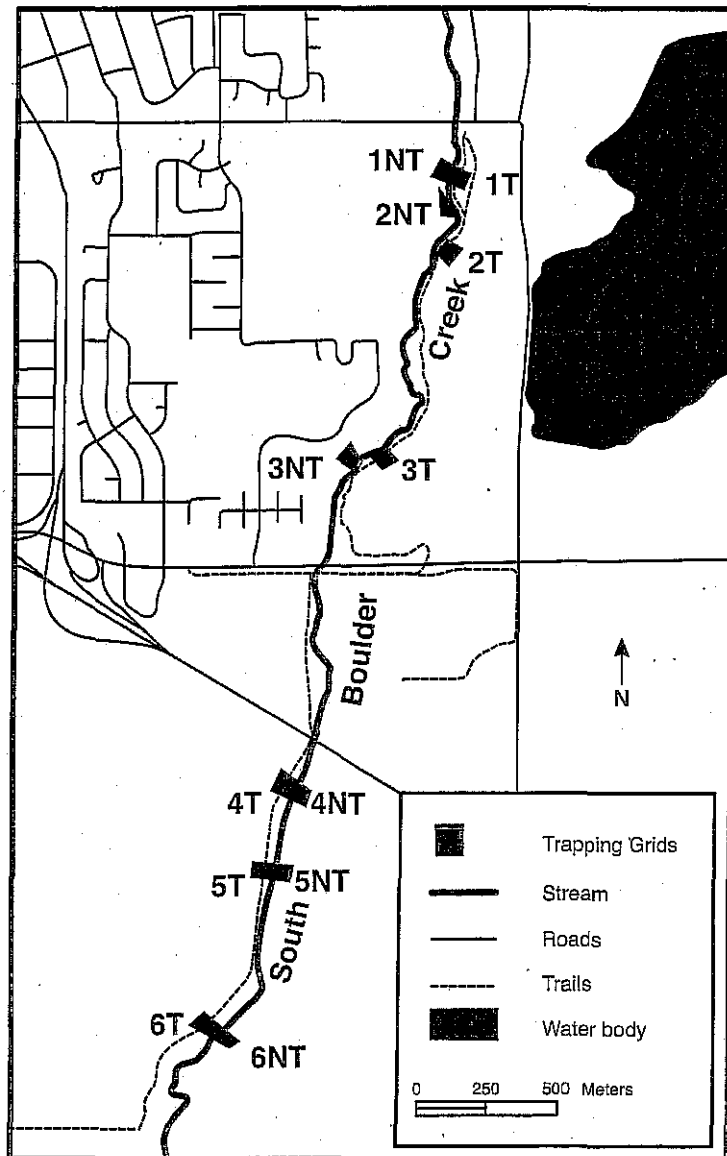 1NT
1T
2NT
2T
Creek
3NT
3T
Boulder
N
4T
4NT
5T
5NT
South
6T
6NT
Trapping Grids
Stream
Roads
Trails
Water body
0 250 500 Meters